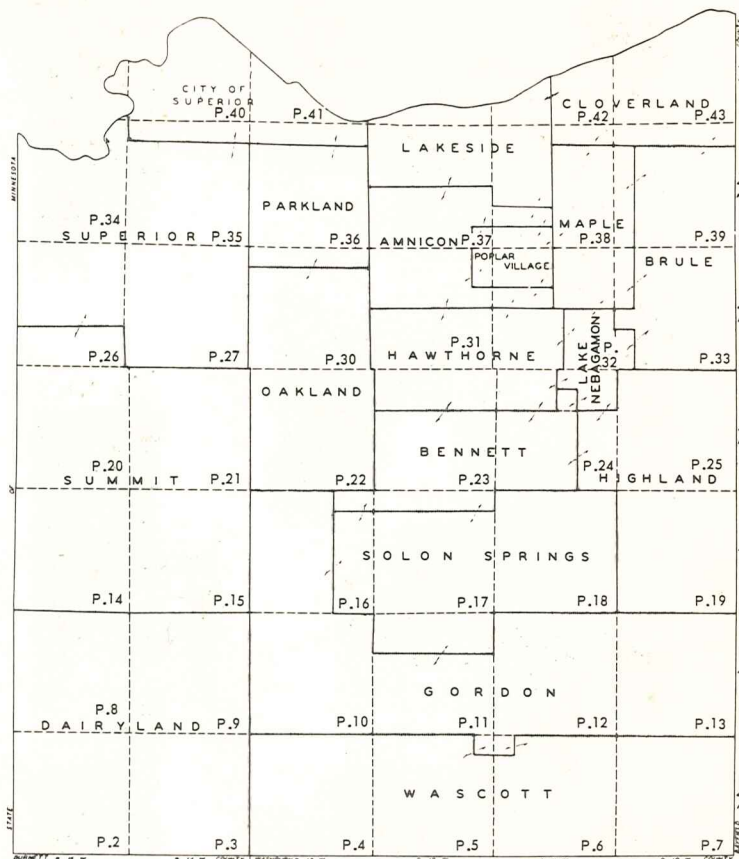 CITY OF
SUPERIOR
P.40
P.41
CLOVERLAND
P.42
P.43
LAKESIDE
MINNESOTA
PARKLAND
P.34
SUPERIOR
P.35
P.36
AMNICON
P.37
MAPLE
P.38
P.39
POPLAR
VILLAGE
BRULE
P.26
P.27
P.30
P.31
HAWTHORNE
LAKE
NEBAGAMON
P.
32
P.33
OAKLAND
BENNETT
P.20
SUMMIT
P.21
P.22
P.23
P.24
P.25
HIGHLAND
OF
SOLON SPRINGS
P.14
P.15
P.16
P.17
P.18
P.19
GORDON
P.8
DAIRYLAND
P.9
P.10
P.11
P.12
P.13
WASCOTT
STATE
P.2
P.3
P.4
P.5
P.6
P.7
BURNETT